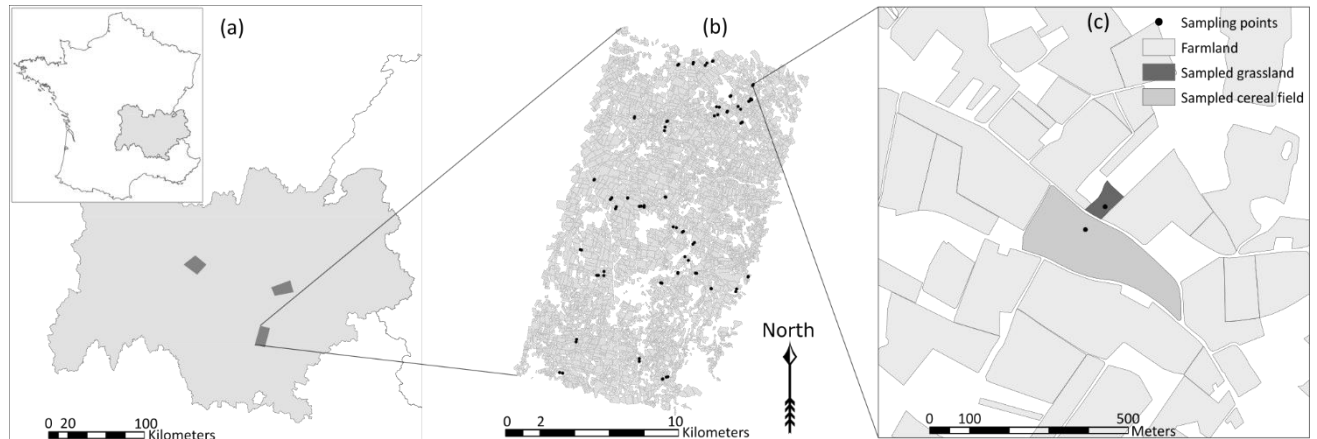 (a)
0 20 100
Kilometers
(b)
North
0 2 10
Kilometers
(c)
Sampling points
Farmland
Sampled grassland
Sampled cereal field
0 100 500
Meters